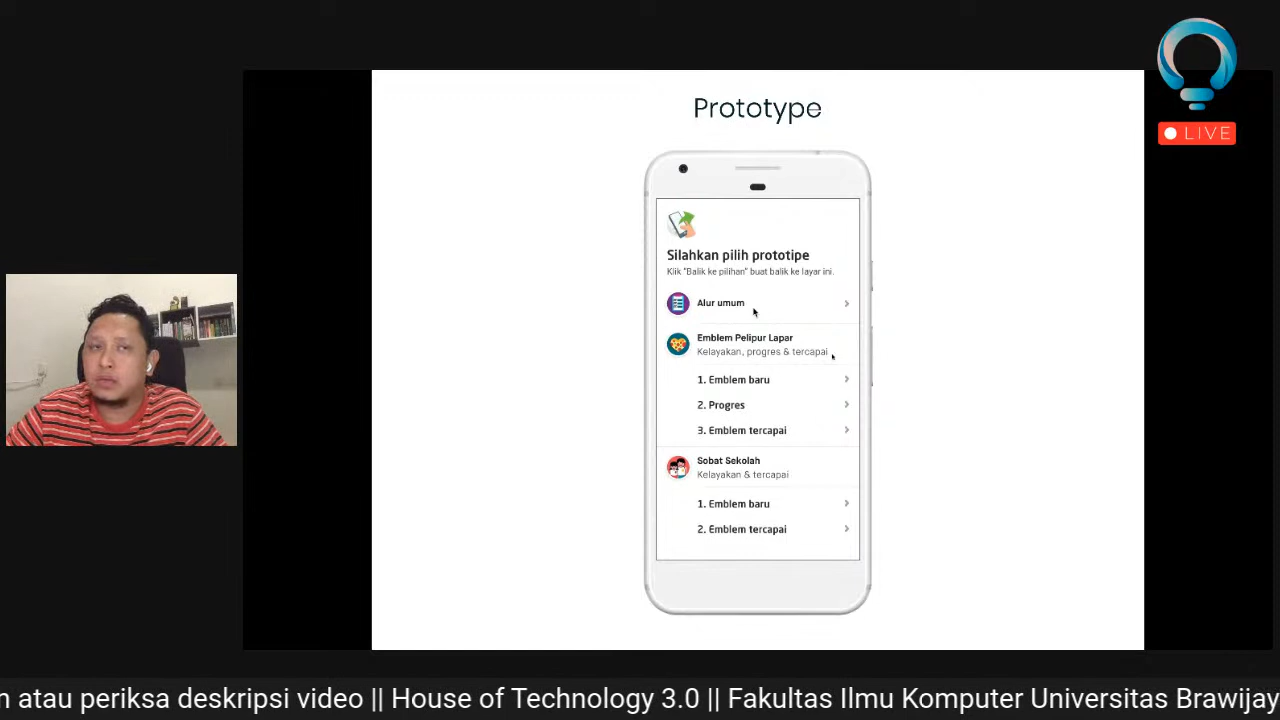 Prototype
LIVE
Silahkan pilih prototipe
Klik "Balik ke pilihan" buat balik ke layar ini.
Alur umum
Emblem Pelipur Lapar
Kelayakan, progres & tercapai
1. Emblem baru
2. Progres
3. Emblem tercapai
Sobat Sekolah
Kelayakan & tercapai
1. Emblem baru
2. Emblem tercapai
atau periksa deskripsi video || House of Technology 3.0 || Fakultas Ilmu Komputer Universitas Brawijay